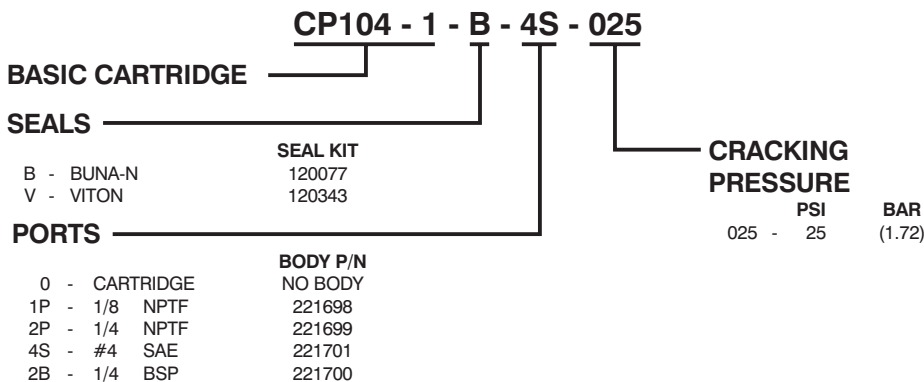 CP104 - 1 - B - 4S - 025
BASIC CARTRIDGE
SEALS
SEAL KIT
B - BUNA-N 120077
V - VITON 120343
PORTS
BODY P/N
0 - CARTRIDGE NO BODY
1P - 1/8 NPTF 221698
2P - 1/4 NPTF 221699
4S - #4 SAE 221701
2B - 1/4 BSP 221700
CRACKING
PRESSURE
PSI BAR
025 - 25 (1.72)